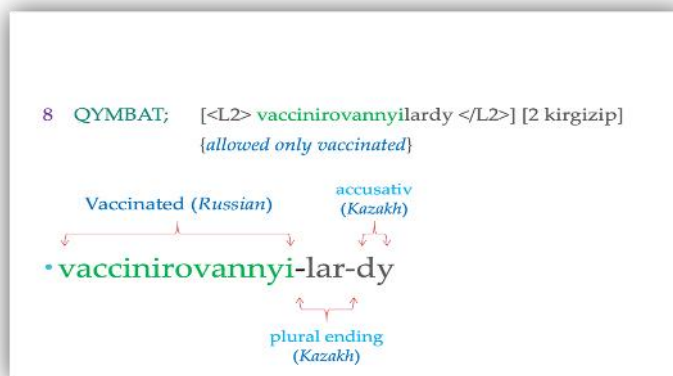 8 QYMBAT; [<L2> vaccinirovannyilardy </L2>] [2 kirgizip]
{allowed only vaccinated}
accusativ
Vaccinated (Russian) (Kazakh)
• vaccinirovannyi-lar-dy
plural ending
(Kazakh)